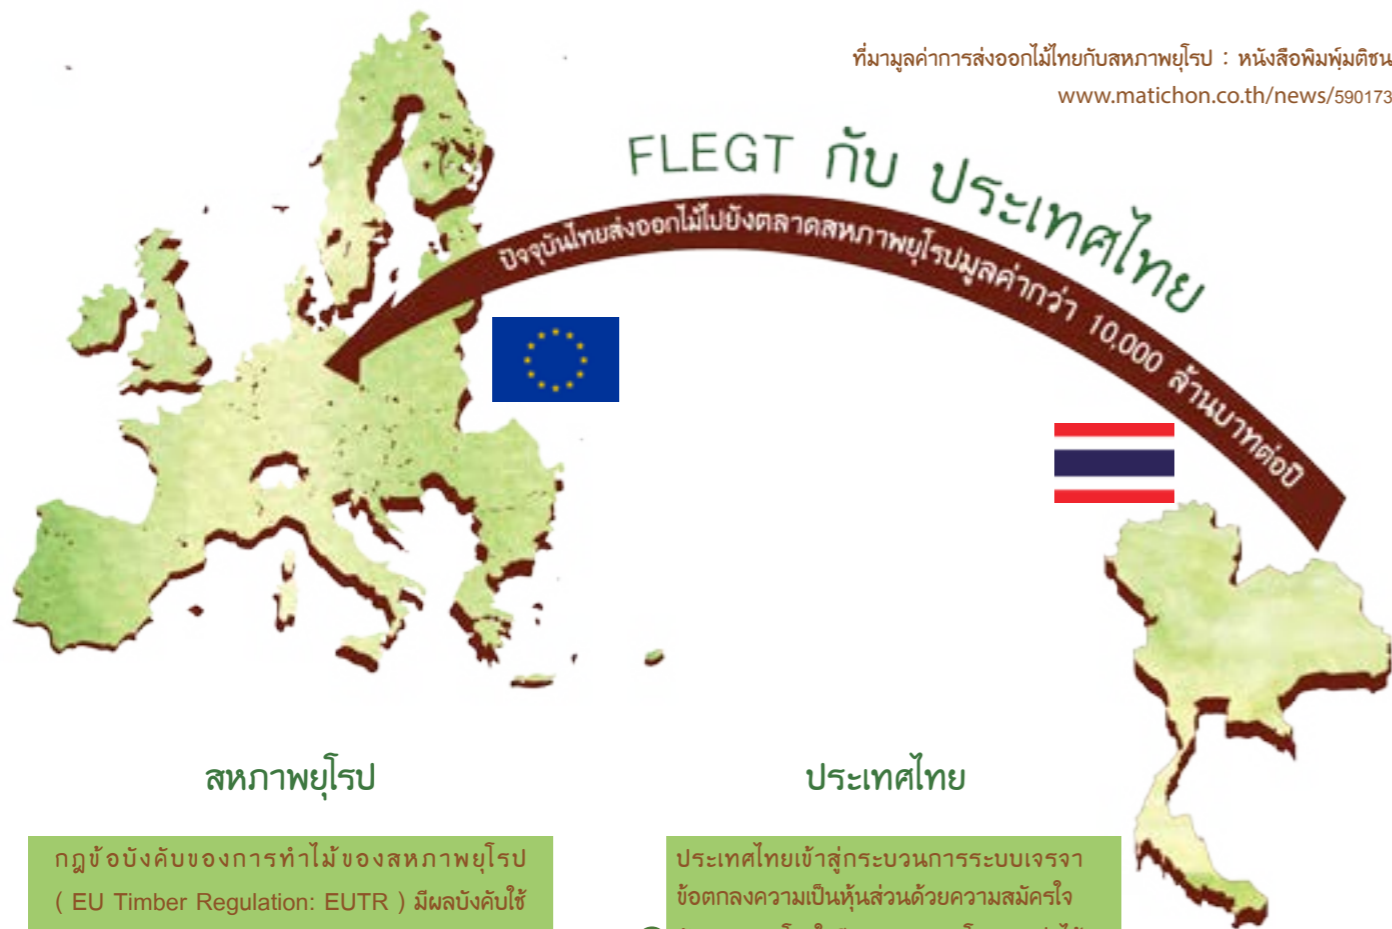 ที่มามูลค่าการส่งออกไม้ไทยกับสหภาพยุโรป : หนังสือพิมพ์มติชน
www.matichon.co.th/news/590173
FLEGT กับ ประเทศไทย
ปัจจุบันไทยส่งออกไม้ไปยังตลาดสหภาพยุโรปมูลค่ากว่า 10,000 ล้านบาทต่อปี
สหภาพยุโรป
กฎข้อบังคับของการทำไม้ของสหภาพยุโรป
( EU Timber Regulation: EUTR ) มีผลบังคับใช้
ประเทศไทย
ประเทศไทยเข้าสู่กระบวนการระบบเจรจา
ข้อตกลงความเป็นหุ้นส่วนด้วยความสมัครใจ